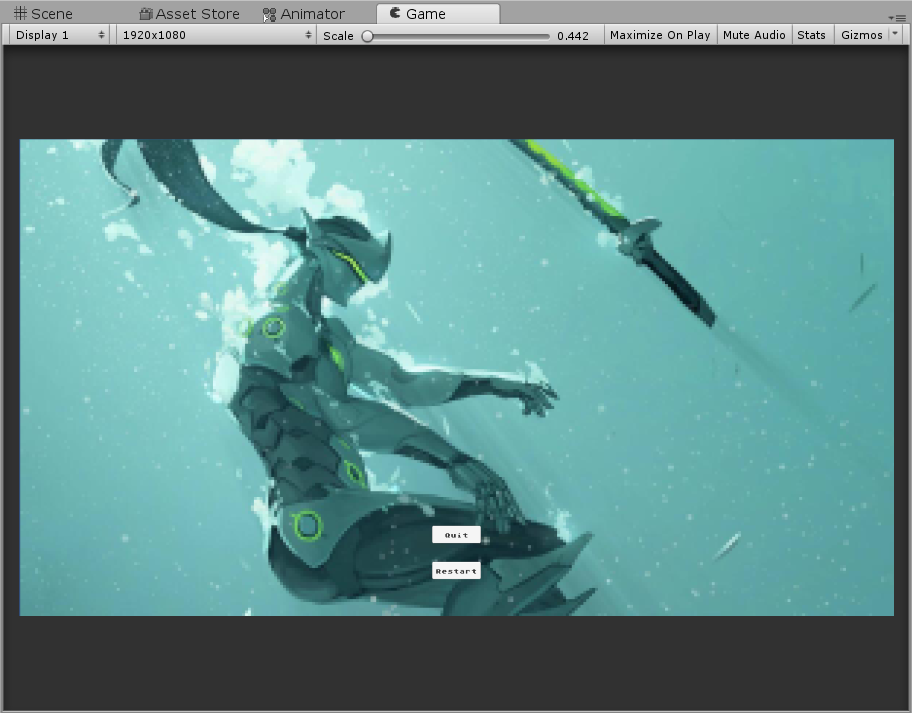 Scene Asset Store Animator Game
Display 1 1920x1080 Scale 0.442 Maximize On Play Mute Audio Stats Gizmos
Quit
Restart